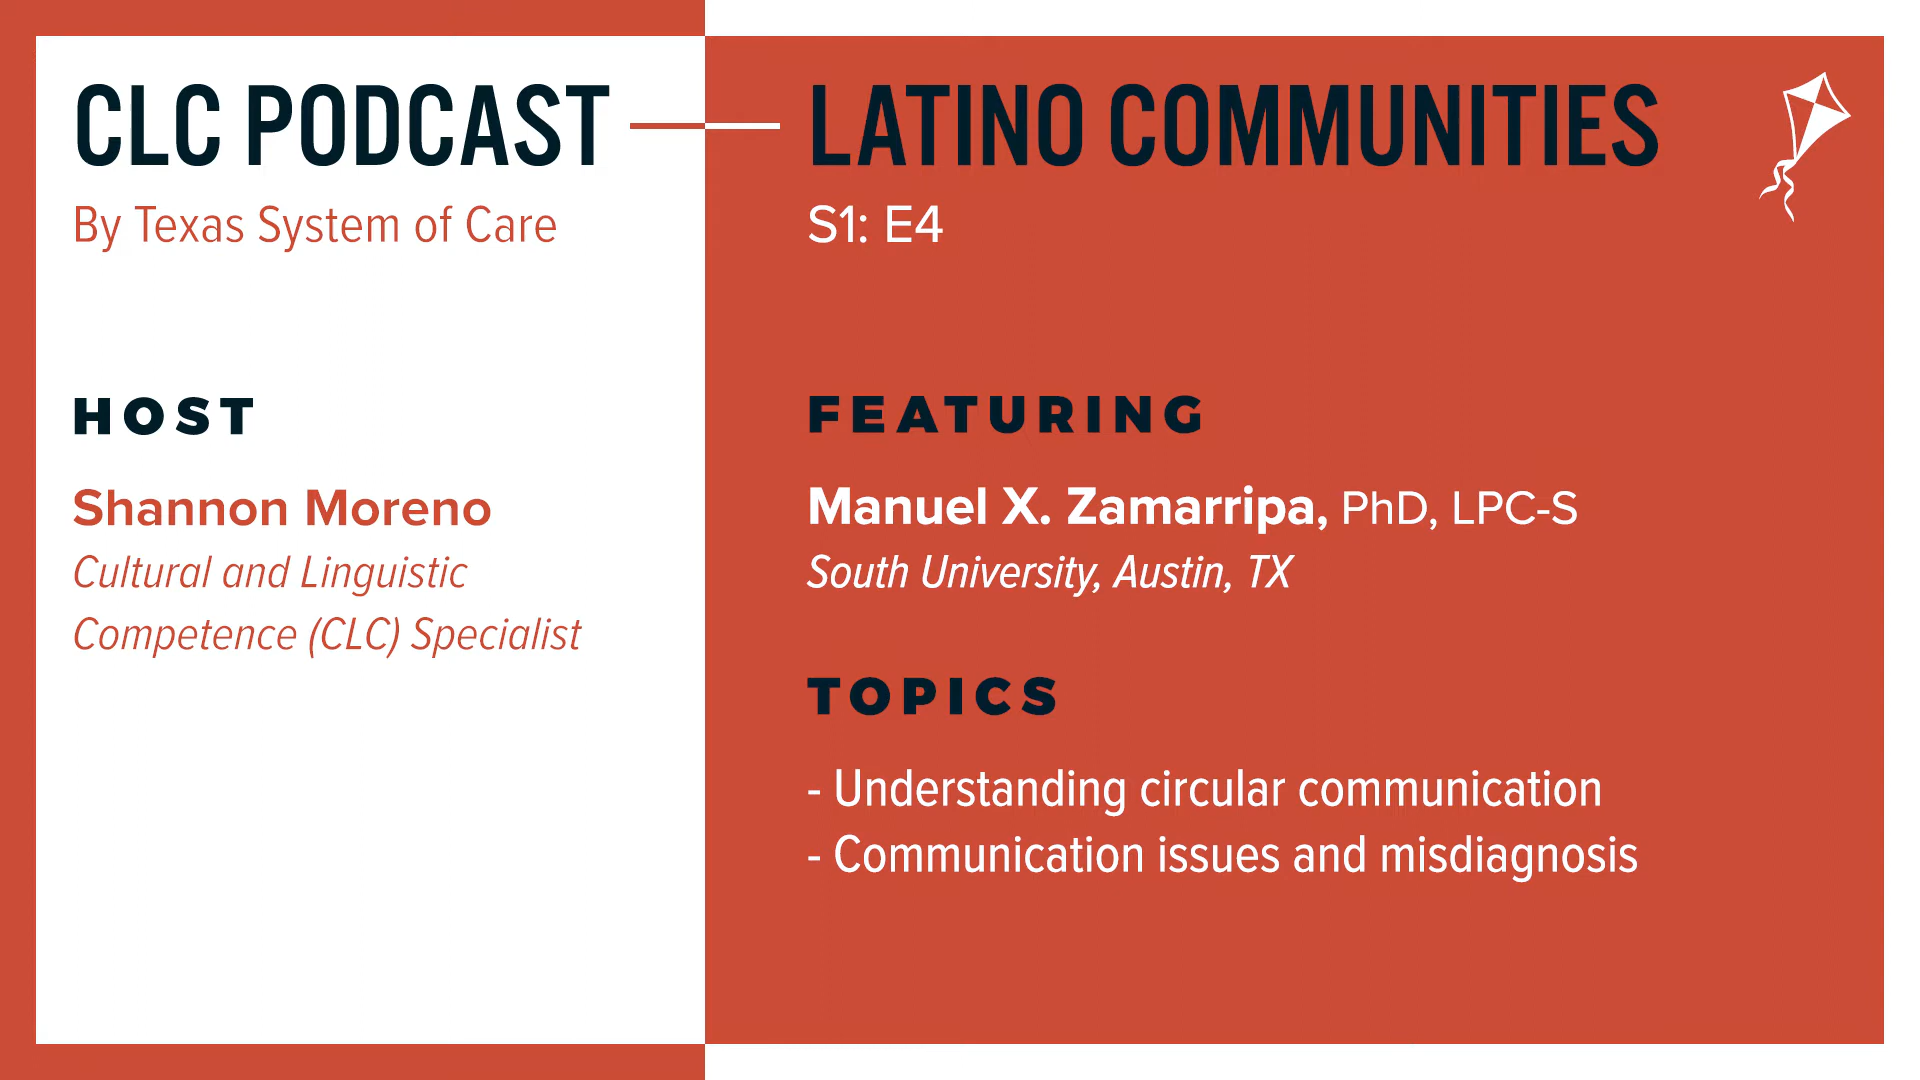 CLC PODCAST
By Texas System of Care
HOST
Shannon Moreno
Cultural and Linguistic
Competence (CLC) Specialist
LATINO COMMUNITIES
S1: E4
FEATURING
Manuel X. Zamarripa, PhD, LPC-S
South University, Austin, TX
TOPICS
- Understanding circular communication
- Communication issues and misdiagnosis